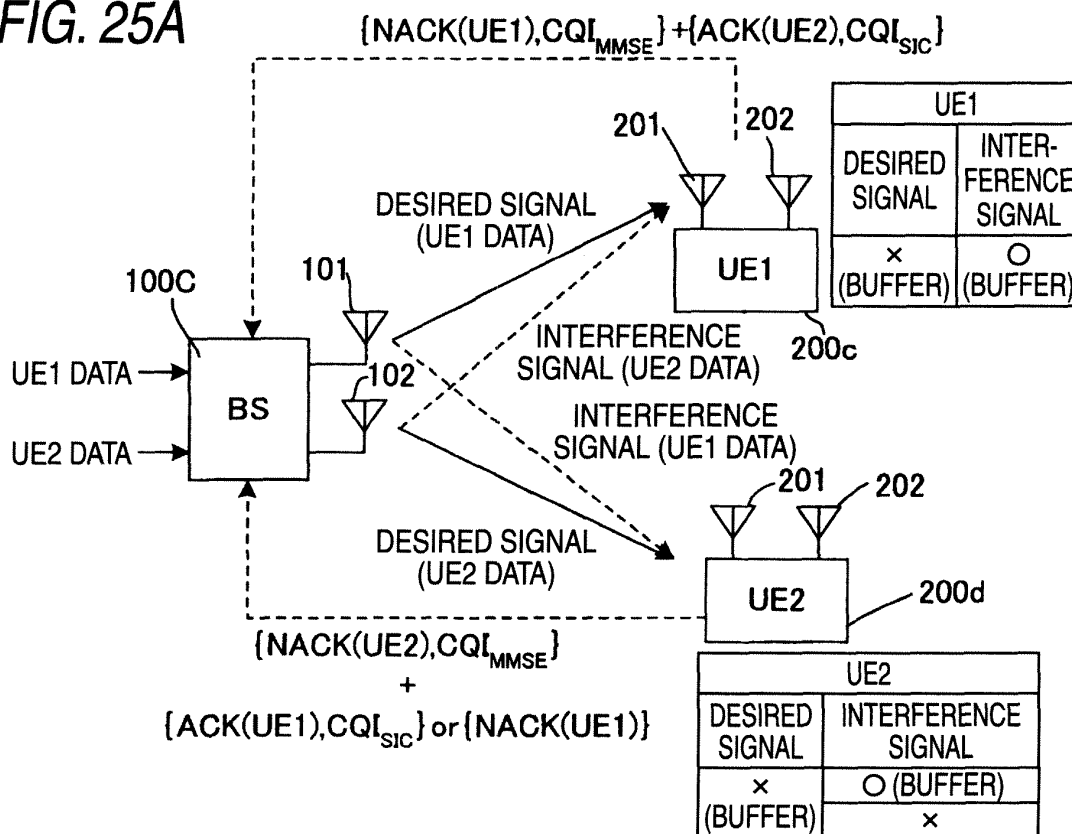 FIG. 25A
{NACK(UE1),CQI_MMSE}+{ACK(UE2),CQI_SIC}
201
202
UE1
DESIRED
SIGNAL
INTER-
FERENCE
SIGNAL
×
(BUFFER)
○
(BUFFER)
DESIRED SIGNAL
(UE1 DATA)
UE1
200c
100C
101
UE1 DATA
UE2 DATA
BS
102
INTERFERENCE
SIGNAL (UE2 DATA)
INTERFERENCE
SIGNAL (UE1 DATA)
201
202
DESIRED SIGNAL
(UE2 DATA)
UE2
200d
{NACK(UE2),CQI_MMSE}
+
{ACK(UE1),CQI_SIC} or {NACK(UE1)}
UE2
DESIRED
SIGNAL
INTERFERENCE
SIGNAL
×
(BUFFER)
○ (BUFFER)
×